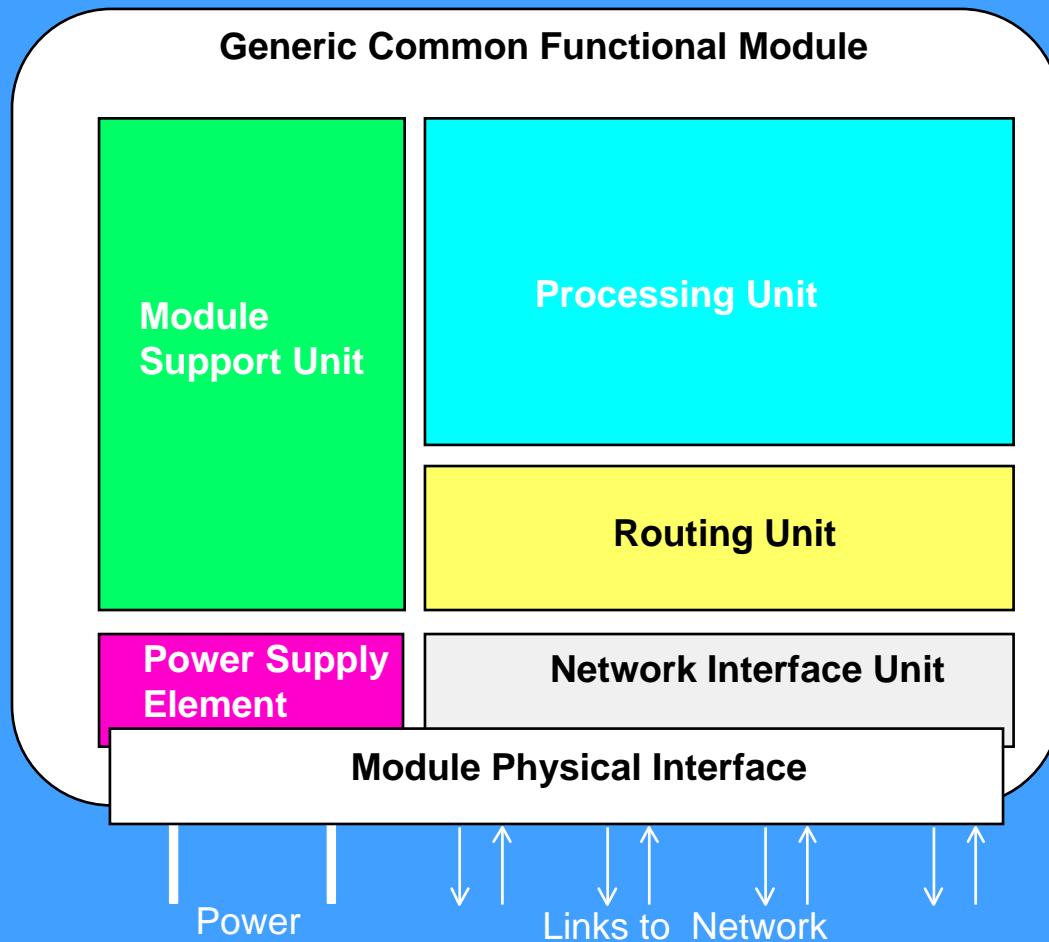 Generic Common Functional Module
Module
Support Unit
Processing Unit
Routing Unit
Power Supply
Element
Network Interface Unit
Module Physical Interface
Power
Links to Network